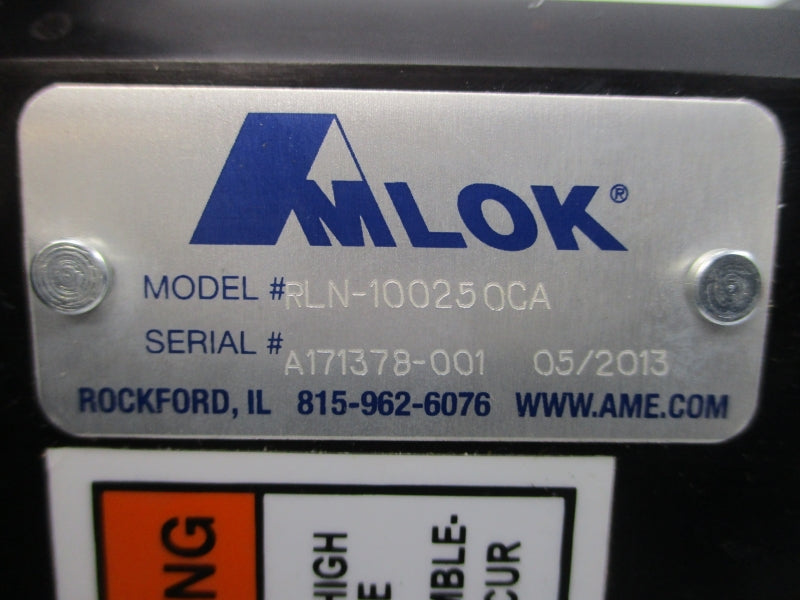 AMLOK®
MODEL # RLN-1002500CA
SERIAL # A171378-001 05/2013
ROCKFORD, IL 815-962-6076 WWW.AME.COM
NG
HIGH
E
MBLE-
CUR